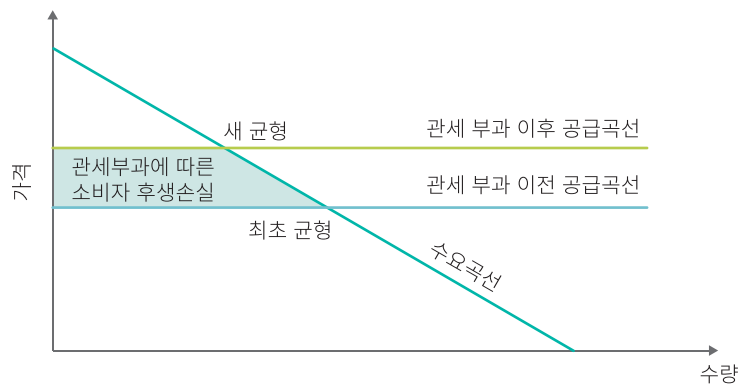 새 균형
관세 부과 이후 공급곡선
관세부과에 따른
소비자 후생손실
관세 부과 이전 공급곡선
가격
최초 균형
수요곡선
수량